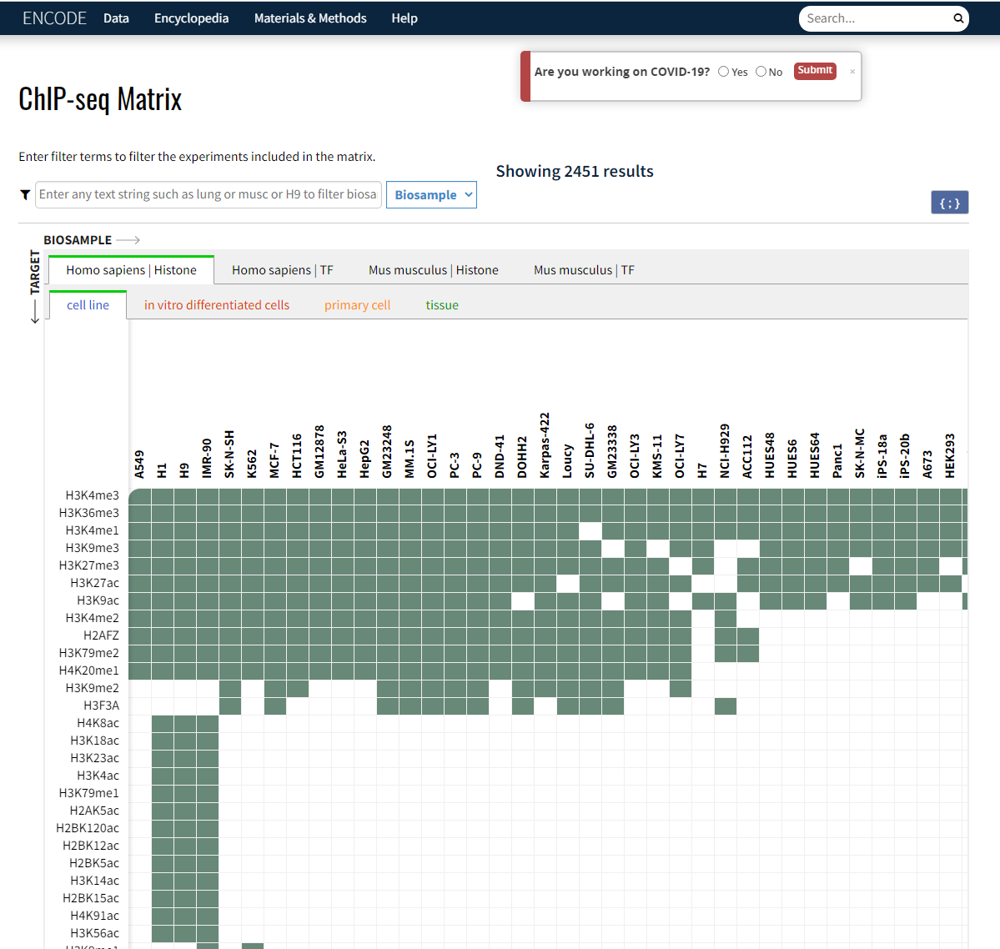 ENCODE Data Encyclopedia Materials & Methods Help Search...
Are you working on COVID-19? Yes No Submit ×
ChIP-seq Matrix
Enter filter terms to filter the experiments included in the matrix.
Showing 2451 results
Enter any text string such as lung or musc or H9 to filter biosa Biosample
{;}
BIOSAMPLE
TARGET
Homo sapiens | Histone Homo sapiens | TF Mus musculus | Histone Mus musculus | TF
cell line in vitro differentiated cells primary cell tissue
A549
H1
H9
IMR-90
SK-N-SH
K562
MCF-7
HCT116
GM12878
HeLa-S3
HepG2
GM23248
MM.1S
OCI-LY1
PC-3
PC-9
DND-41
DOHH2
Karpas-422
Loucy
SU-DHL-6
GM23338
OCI-LY3
KMS-11
OCI-LY7
H7
NCI-H929
ACC112
HUES48
HUES6
HUES64
Panc1
SK-N-MC
iPS-18a
iPS-20b
A673
HEK293
H3K4me3
H3K36me3
H3K4me1
H3K9me3
H3K27me3
H3K27ac
H3K9ac
H3K4me2
H2AFZ
H3K79me2
H4K20me1
H3K9me2
H3F3A
H4K8ac
H3K18ac
H3K23ac
H3K4ac
H3K79me1
H2AK5ac
H2BK120ac
H2BK12ac
H2BK5ac
H3K14ac
H2BK15ac
H4K91ac
H3K56ac
H3K9me1